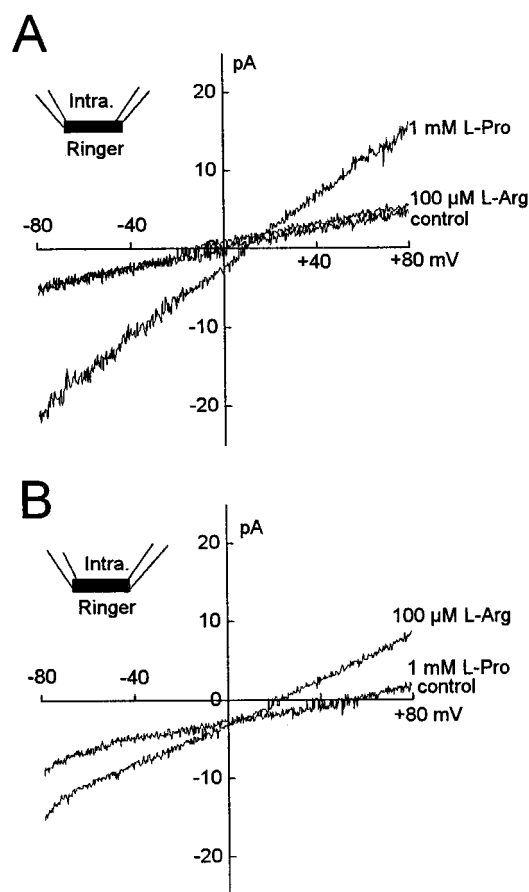 A
pA
20
Intra.
Ringer
10
1 mM L-Pro
100 µM L-Arg
control
-80
-40
0
+40
+80 mV
-10
-20
B
pA
20
Intra.
Ringer
10
100 µM L-Arg
1 mM L-Pro
control
-80
-40
0
+80 mV
-10
-20